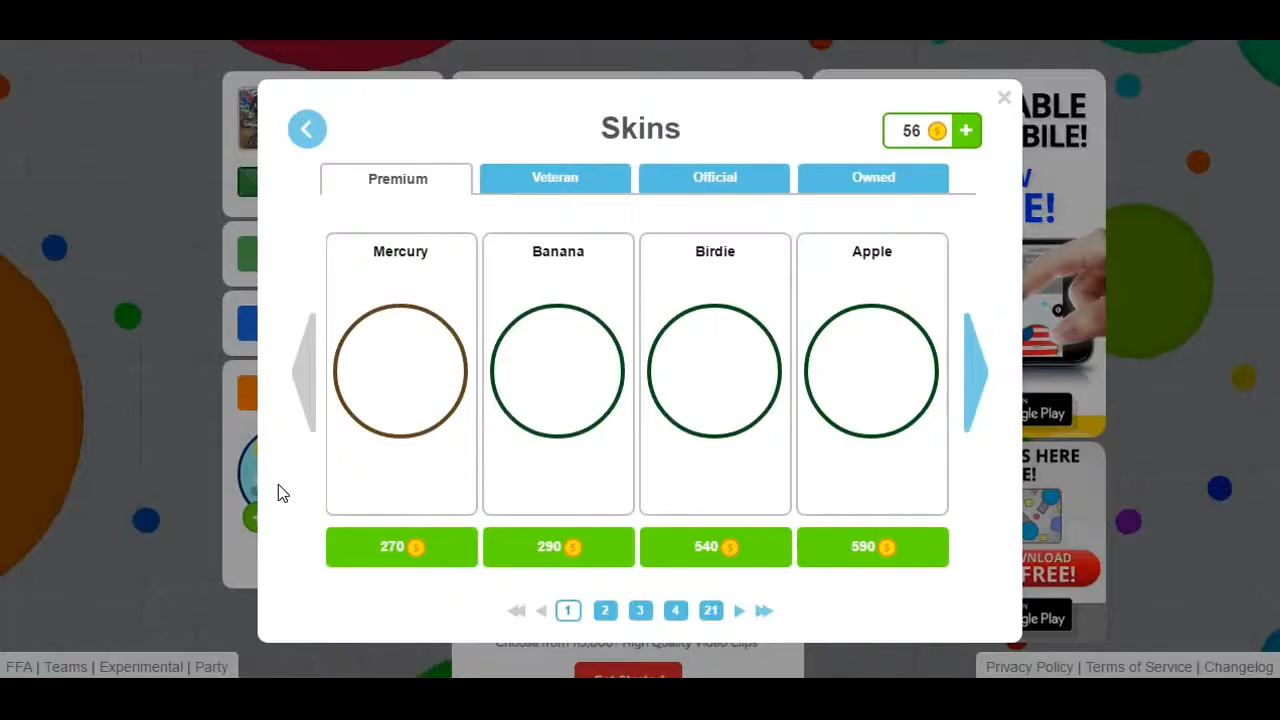 Skins
56
Premium
Veteran
Official
Owned
Mercury
Banana
Birdie
Apple
270
290
540
590
1
2
3
4
21
ABLE
BILE!
E!
gle Play
S HERE
E!
NLOAD
FREE!
gle Play
FFA | Teams | Experimental | Party
Privacy Policy | Terms of Service | Changelog